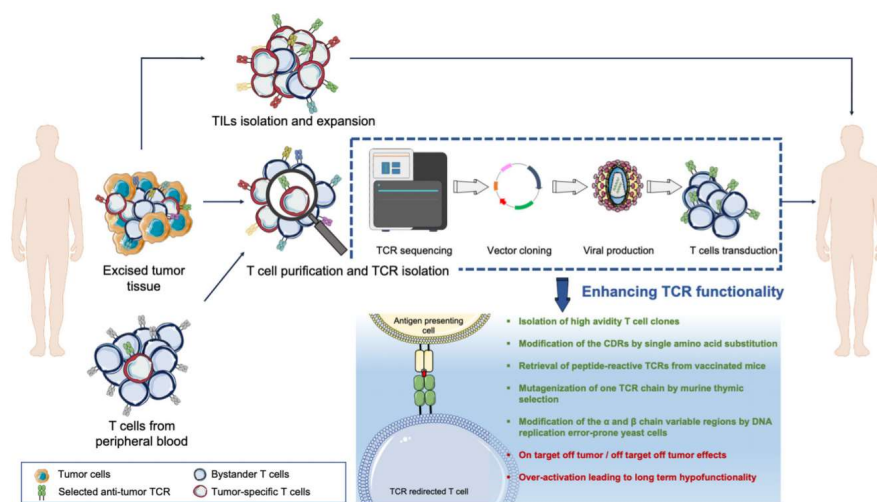 TILs isolation and expansion
Excised tumor
tissue
T cell purification and TCR isolation
TCR sequencing
Vector cloning
Viral production
T cells transduction
T cells from
peripheral blood
Enhancing TCR functionality
Antigen presenting
cell
TCR redirected T cell
▪ Isolation of high avidity T cell clones
▪ Modification of the CDRs by single amino acid substitution
▪ Retrieval of peptide-reactive TCRs from vaccinated mice
▪ Mutagenization of one TCR chain by murine thymic
selection
▪ Modification of the α and β chain variable regions by DNA
replication error-prone yeast cells
▪ On target off tumor / off target off tumor effects
▪ Over-activation leading to long term hypofunctionality
Tumor cells
Bystander T cells
Selected anti-tumor TCR
Tumor-specific T cells